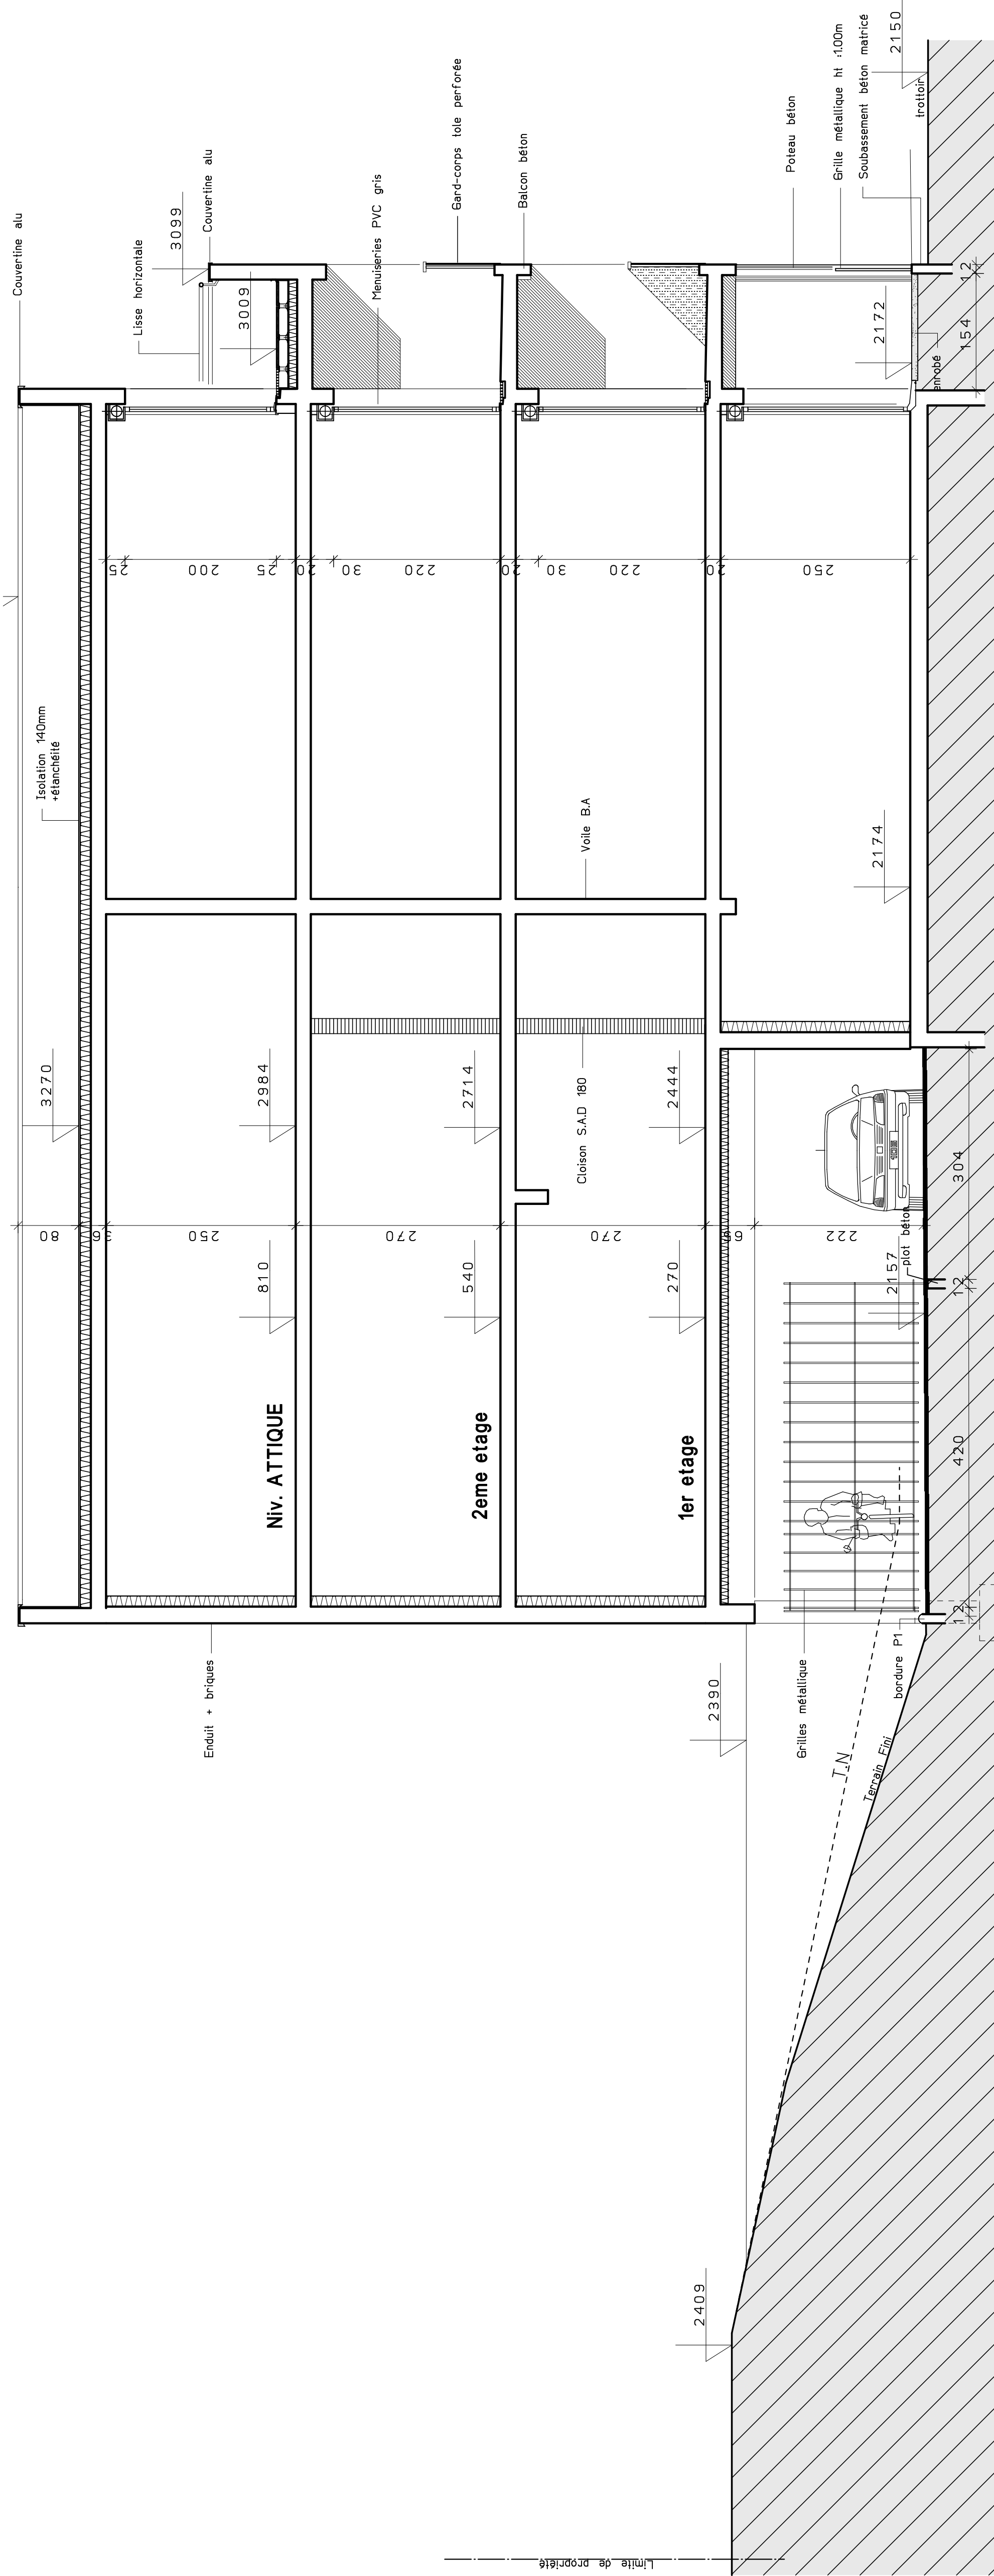 Couvertine alu
Lisse horizontale
3099
Couvertine alu
3009
Menuiseries PVC gris
Gard-corps tole perforée
Balcon béton
Poteau béton
Grille métallique ht :1.00m
Soubassement béton matricé
2150
trottoir
2172
enrobé
154
12
25
200
25
20
30
220
20
30
220
20
250
Isolation 140mm
+étanchéité
Voile B.A
2174
3270
2984
2714
2444
Cloison S.A.D 180
80
36
250
270
270
65
222
304
plot béton
2157
12
810
540
270
420
Niv. ATTIQUE
2eme etage
1er etage
12
Enduit + briques
2390
Grilles métallique
bordure P1
T.N
Terrain Fini
2409
Limite de propriété